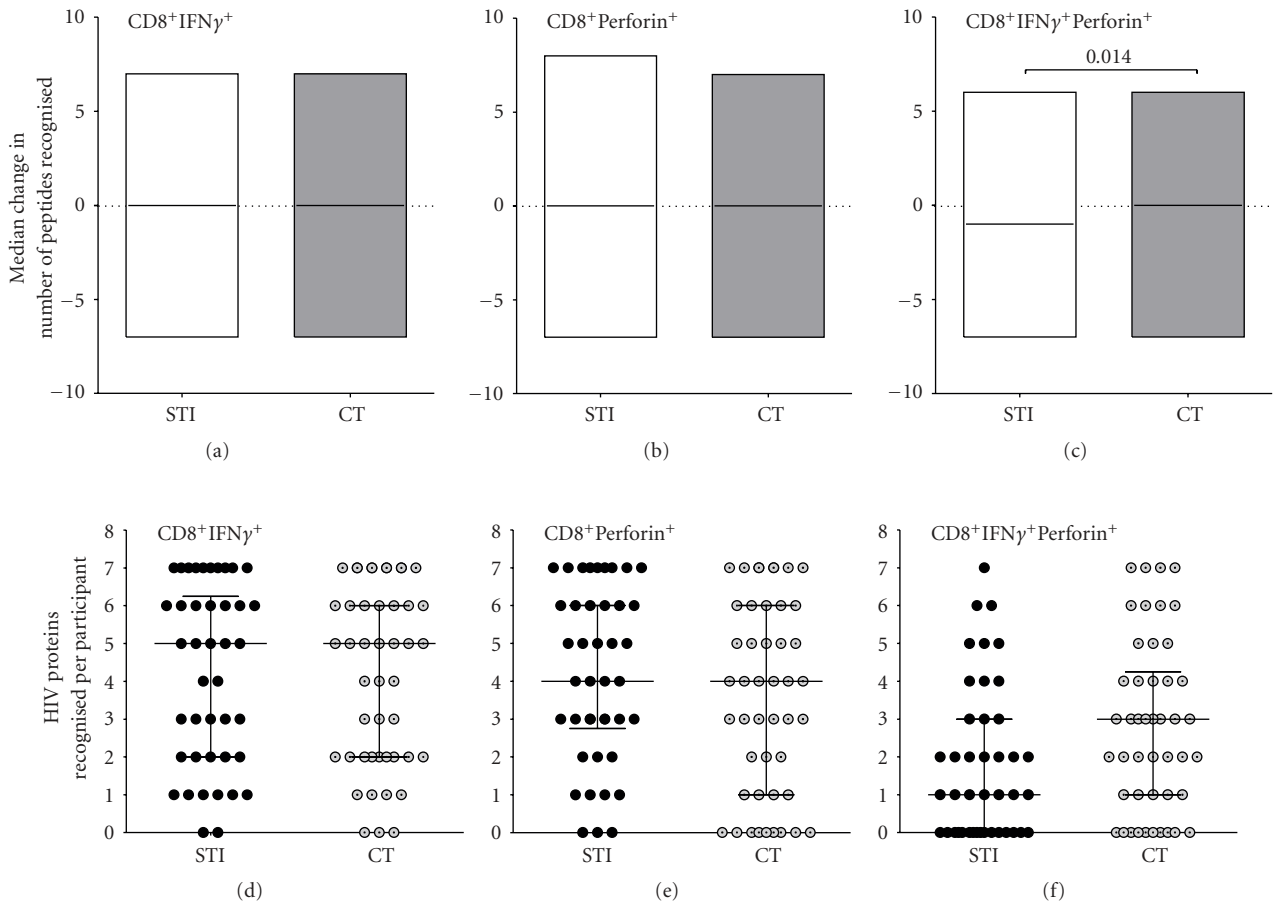 Median change in
number of peptides recognised
10
5
0
−5
−10
CD8+IFNγ+
STI
CT
(a)
10
5
0
−5
−10
CD8+Perforin+
STI
CT
(b)
10
5
0
−5
−10
CD8+IFNγ+Perforin+
0.014
STI
CT
(c)
HIV proteins
recognised per participant
8
7
6
5
4
3
2
1
0
CD8+IFNγ+
STI
CT
(d)
8
7
6
5
4
3
2
1
0
CD8+Perforin+
STI
CT
(e)
8
7
6
5
4
3
2
1
0
CD8+IFNγ+Perforin+
STI
CT
(f)